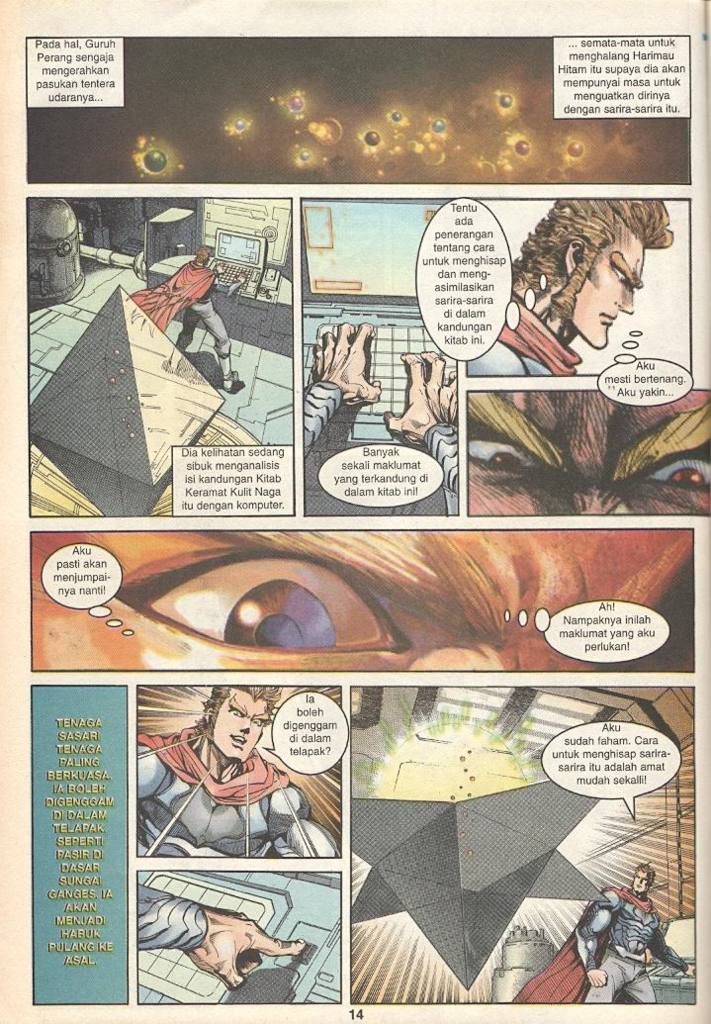 Pada hal, Guruh
Perang sengaja
mengerahkan
pasukan tentera
udaranya...
... semata-mata untuk
menghalang Harimau
Hitam itu supaya dia akan
mempunyai masa untuk
menguatkan dirinya
dengan sarira-sarira itu.
Dia kelihatan sedang
sibuk menganalisis
isi kandungan Kitab
Keramat Kulit Naga
itu dengan komputer.
Banyak
sekali maklumat
yang terkandung di
dalam kitab ini!
Tentu
ada
penerangan
tentang cara
untuk menghisap
dan meng-
asimilasikan
sarira-sarira
di dalam
kandungan
kitab ini.
Aku
mesti bertenang.
Aku yakin...
Aku
pasti akan
menjumpai-
nya nanti!
Ah!
Nampaknya inilah
maklumat yang aku
perlukan!
TENAGA
SASARI
TENAGA
PALING
BERKUASA.
IA BOLEH
DIGENGGAM
DI DALAM
TELAPAK.
SEPERTI
PASIR DI
DASAR
SUNGAI
GANGES. IA
AKAN
MENJADI
HABUK
PULANG KE
ASAL.
Ia
boleh
digenggam
di dalam
telapak?
Aku
sudah faham. Cara
untuk menghisap sarira-
sarira itu adalah amat
mudah sekalli!
14